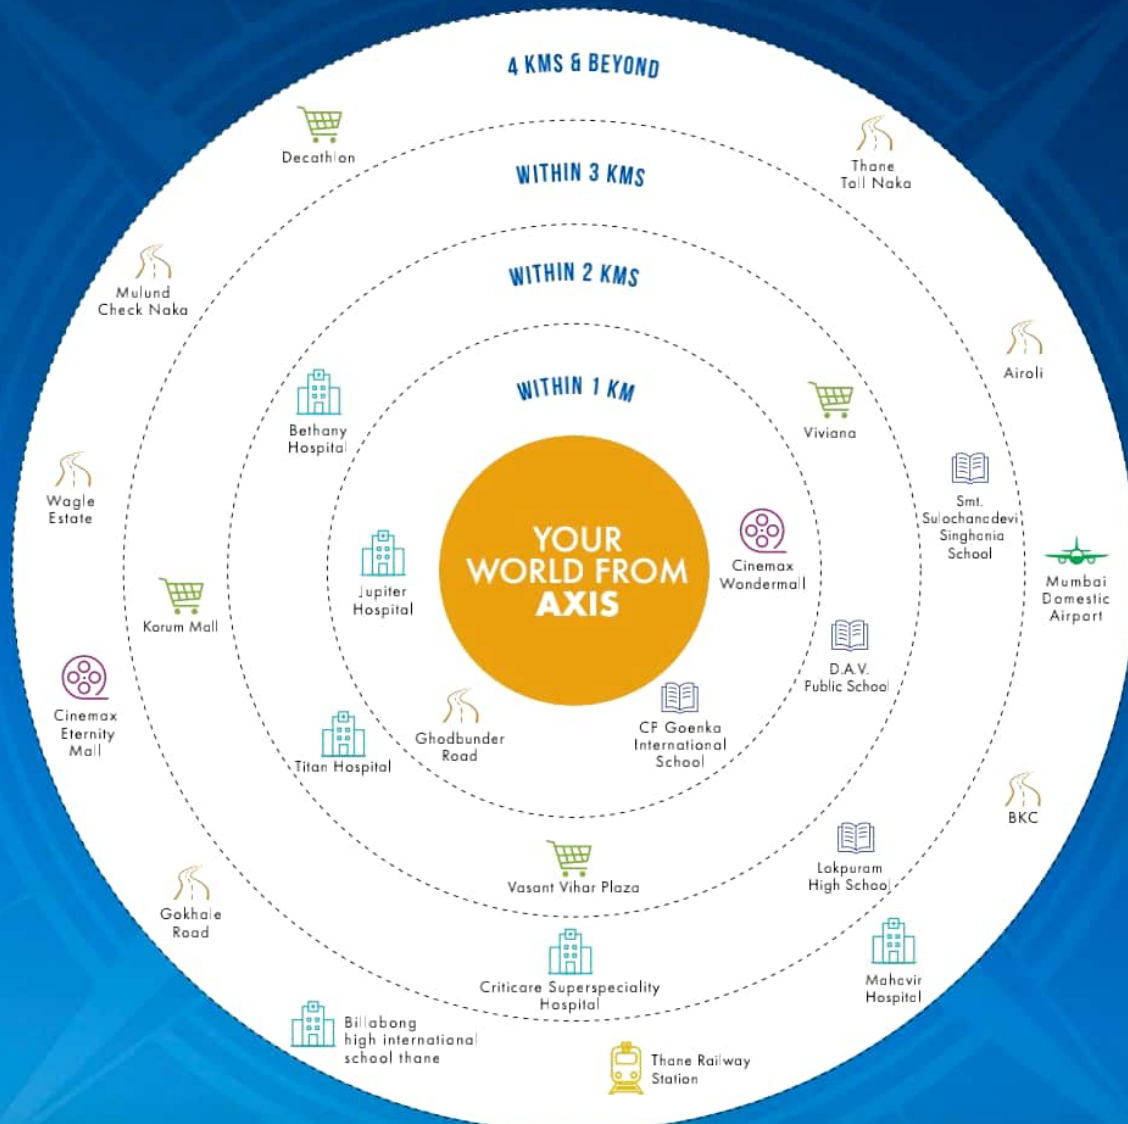 4 KMS & BEYOND
Decathlon
Thane
Toll Naka
WITHIN 3 KMS
WITHIN 2 KMS
Mulund
Check Naka
Airoli
WITHIN 1 KM
Bethany
Hospital
Viviana
Wagle
Estate
Smt.
Sulochanadevi
Singhania
School
YOUR
WORLD FROM
AXIS
Cinemax
Wondermall
Jupiter
Hospital
Mumbai
Domestic
Airport
Korum Mall
D.A.V.
Public School
Cinemax
Eternity
Mall
Ghodbunder
Road
CP Goenka
International
School
Titan Hospital
BKC
Vasant Vihar Plaza
Lokpuram
High School
Gokhale
Road
Criticare Superspeciality
Hospital
Mahavir
Hospital
Billabong
high international
school thane
Thane Railway
Station